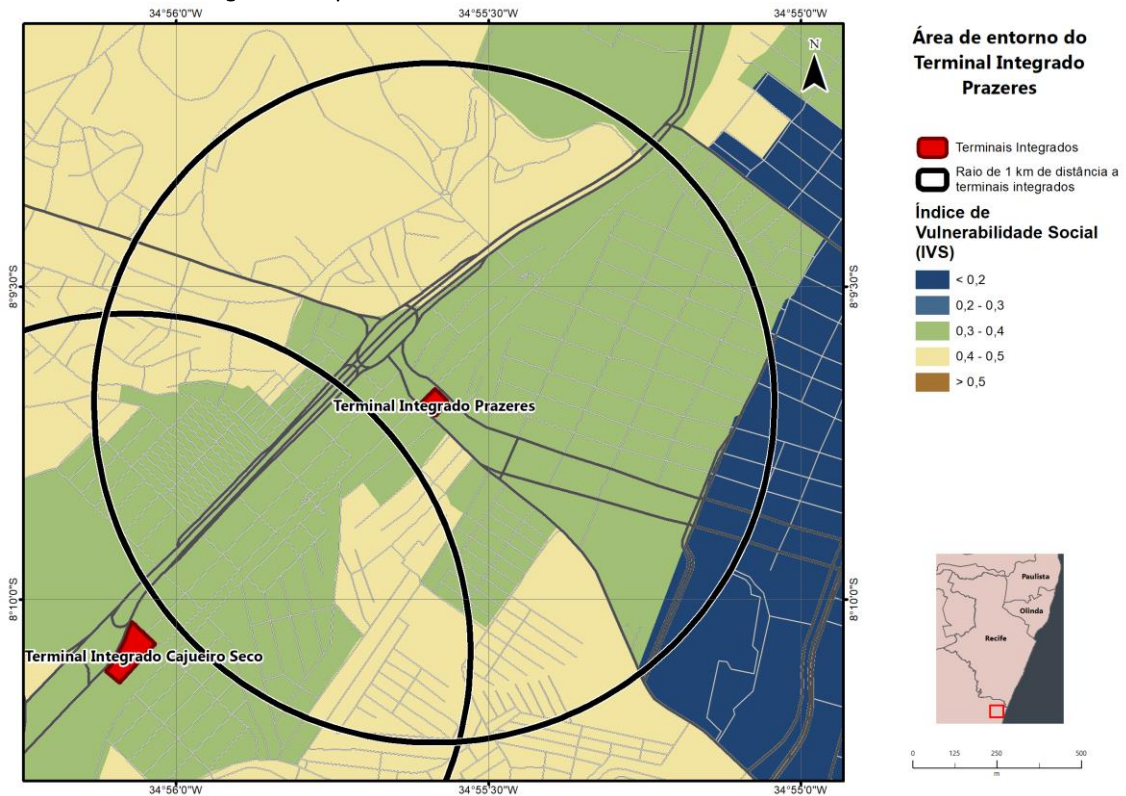 34°56'0"W
34°55'30"W
34°55'0"W
8°9'30"S
8°9'30"S
8°10'0"S
8°10'0"S
N
Terminal Integrado Prazeres
Terminal Integrado Cajueiro Seco
34°56'0"W
34°55'30"W
34°55'0"W
Área de entorno do
Terminal Integrado
Prazeres
Terminais Integrados
Raio de 1 km de distância a
terminais integrados
Índice de
Vulnerabilidade Social
(IVS)
< 0,2
0,2 - 0,3
0,3 - 0,4
0,4 - 0,5
> 0,5
Paulista
Olinda
Recife
0
125
250
500
m